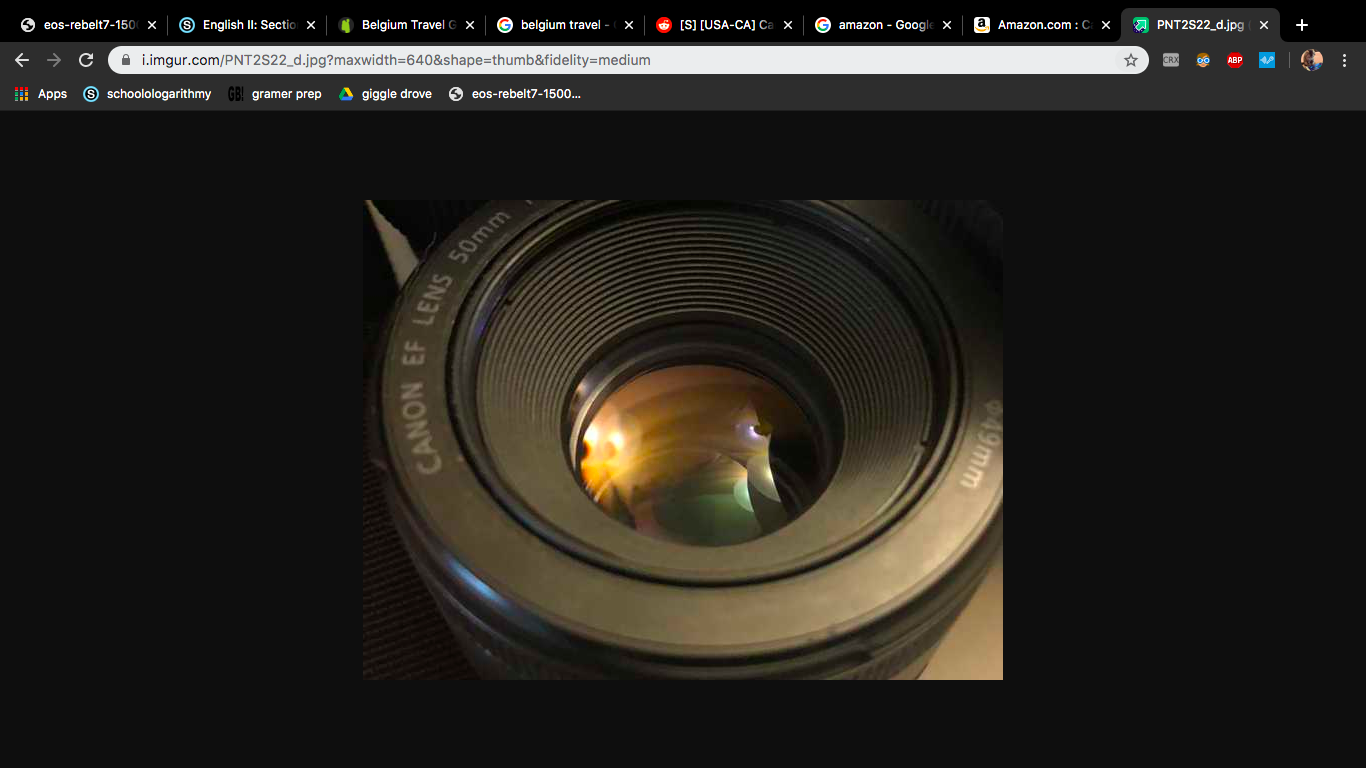 eos-rebelt7-150
English II: Sectio
Belgium Travel G
belgium travel -
[S] [USA-CA] Ca
amazon - Google
Amazon.com : C
PNT2S22_d.jpg
i.imgur.com/PNT2S22_d.jpg?maxwidth=640&shape=thumb&fidelity=medium
CRX
ABP
Apps
schoolologarithmy
GB!
gramer prep
giggle drove
eos-rebelt7-1500...
CANON EF LENS 50mm
ø49mm